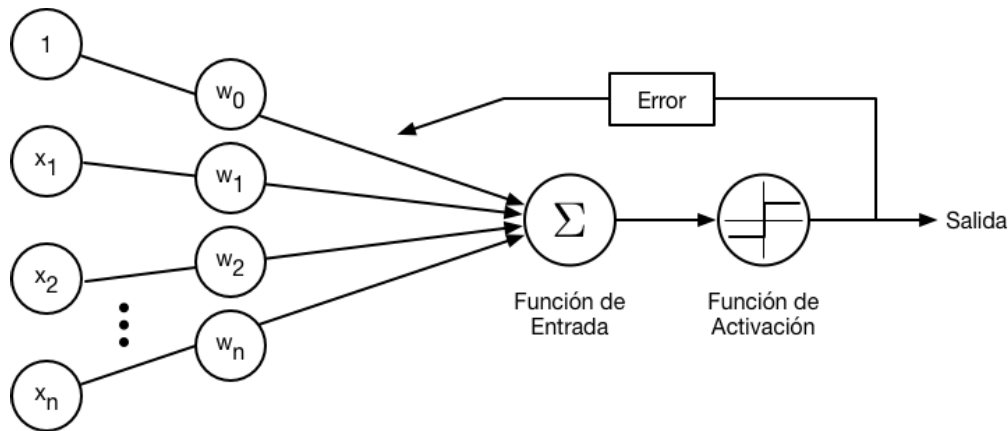 1
w0
Error
x1
w1
Σ
Salida
x2
w2
Función de
Entrada
Función de
Activación
wn
xn